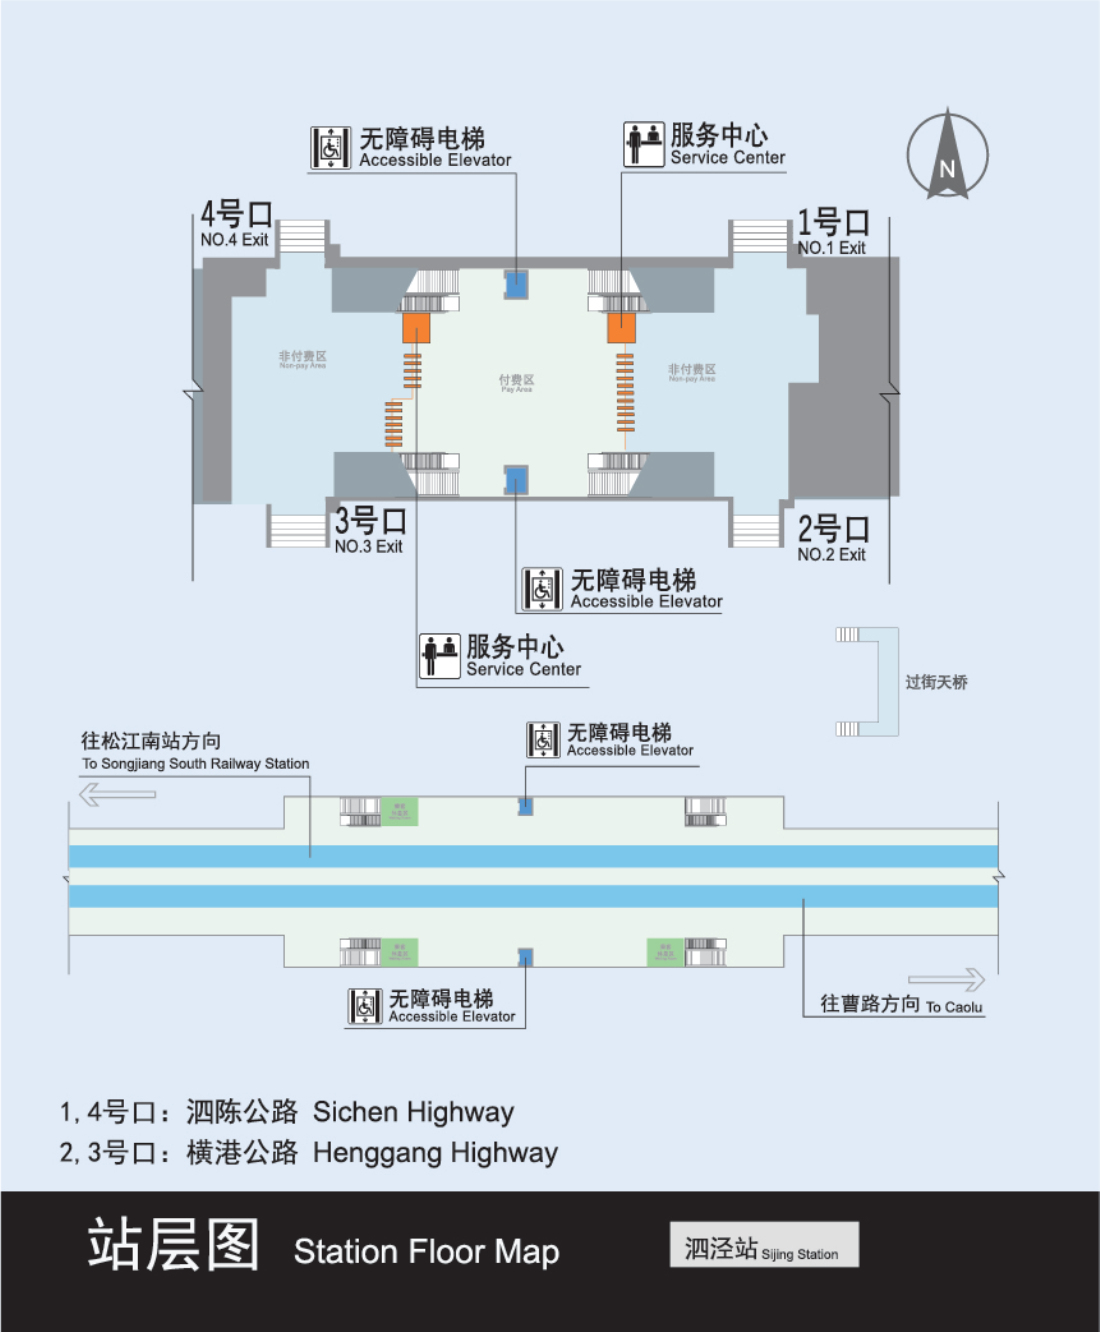 无障碍电梯
Accessible Elevator
服务中心
Service Center
N
4号口
NO.4 Exit
1号口
NO.1 Exit
非付费区
Non-pay Area
付费区
Pay Area
非付费区
Non-pay Area
3号口
NO.3 Exit
2号口
NO.2 Exit
无障碍电梯
Accessible Elevator
服务中心
Service Center
过街天桥
往松江南站方向
To Songjiang South Railway Station
无障碍电梯
Accessible Elevator
无障碍电梯
Accessible Elevator
往曹路方向 To Caolu
1,4号口：泗陈公路 Sichen Highway
2,3号口：横港公路 Henggang Highway
站层图 Station Floor Map
泗泾站 Sijing Station